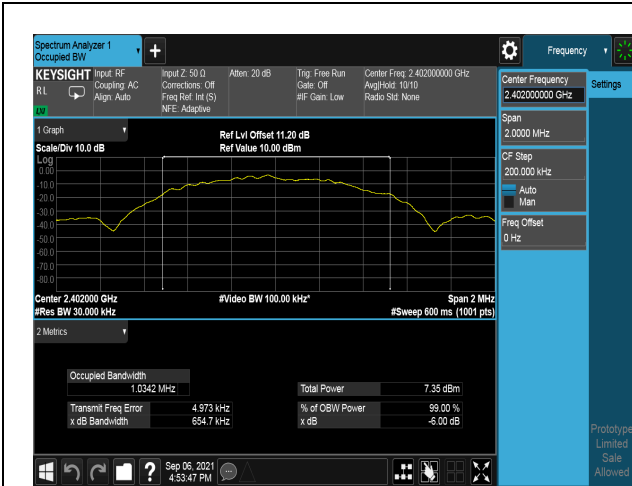 Spectrum Analyzer 1
Occupied BW
Frequency
KEYSIGHT
R L
LW
Input: RF
Coupling: AC
Align: Auto
Input Z: 50 Ω
Corrections: Off
Freq Ref: Int (S)
NFE: Adaptive
Atten: 20 dB
Trig: Free Run
Gate: Off
#IF Gain: Low
Center Freq: 2.402000000 GHz
Avg|Hold: 10/10
Radio Std: None
1 Graph
Scale/Div 10.0 dB
Ref Lvl Offset 11.20 dB
Ref Value 10.00 dBm
Log
0.00
-10.0
-20.0
-30.0
-40.0
-50.0
-60.0
-70.0
-80.0
Center 2.402000 GHz
#Res BW 30.000 kHz
#Video BW 100.00 kHz*
Span 2 MHz
#Sweep 600 ms (1001 pts)
2 Metrics
Occupied Bandwidth
1.0342 MHz
Total Power 7.35 dBm
Transmit Freq Error 4.973 kHz
% of OBW Power 99.00 %
x dB Bandwidth 654.7 kHz
x dB -6.00 dB
Center Frequency
2.402000000 GHz
Settings
Span
2.0000 MHz
CF Step
200.000 kHz
Auto
Man
Freq Offset
0 Hz
Prototype
Limited
Sale
Allowed
?
Sep 06, 2021
4:53:47 PM